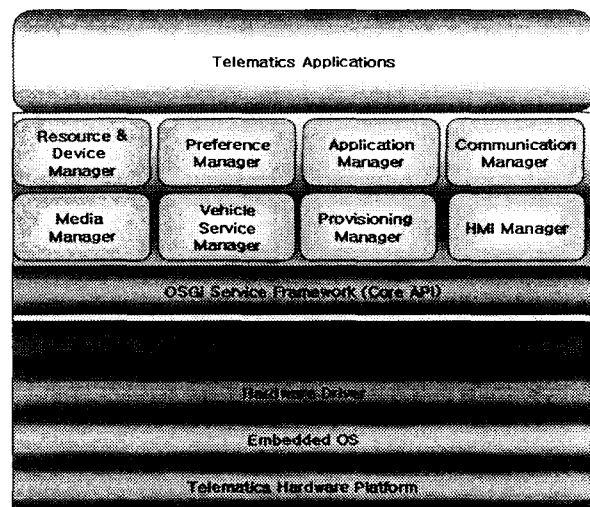 Telematics Applications
Resource &
Device
Manager
Preference
Manager
Application
Manager
Communication
Manager
Media
Manager
Vehicle
Service
Manager
Provisioning
Manager
HMI Manager
OSGi Service Framework (Core API)
Hardware Driver
Embedded OS
Telematics Hardware Platform